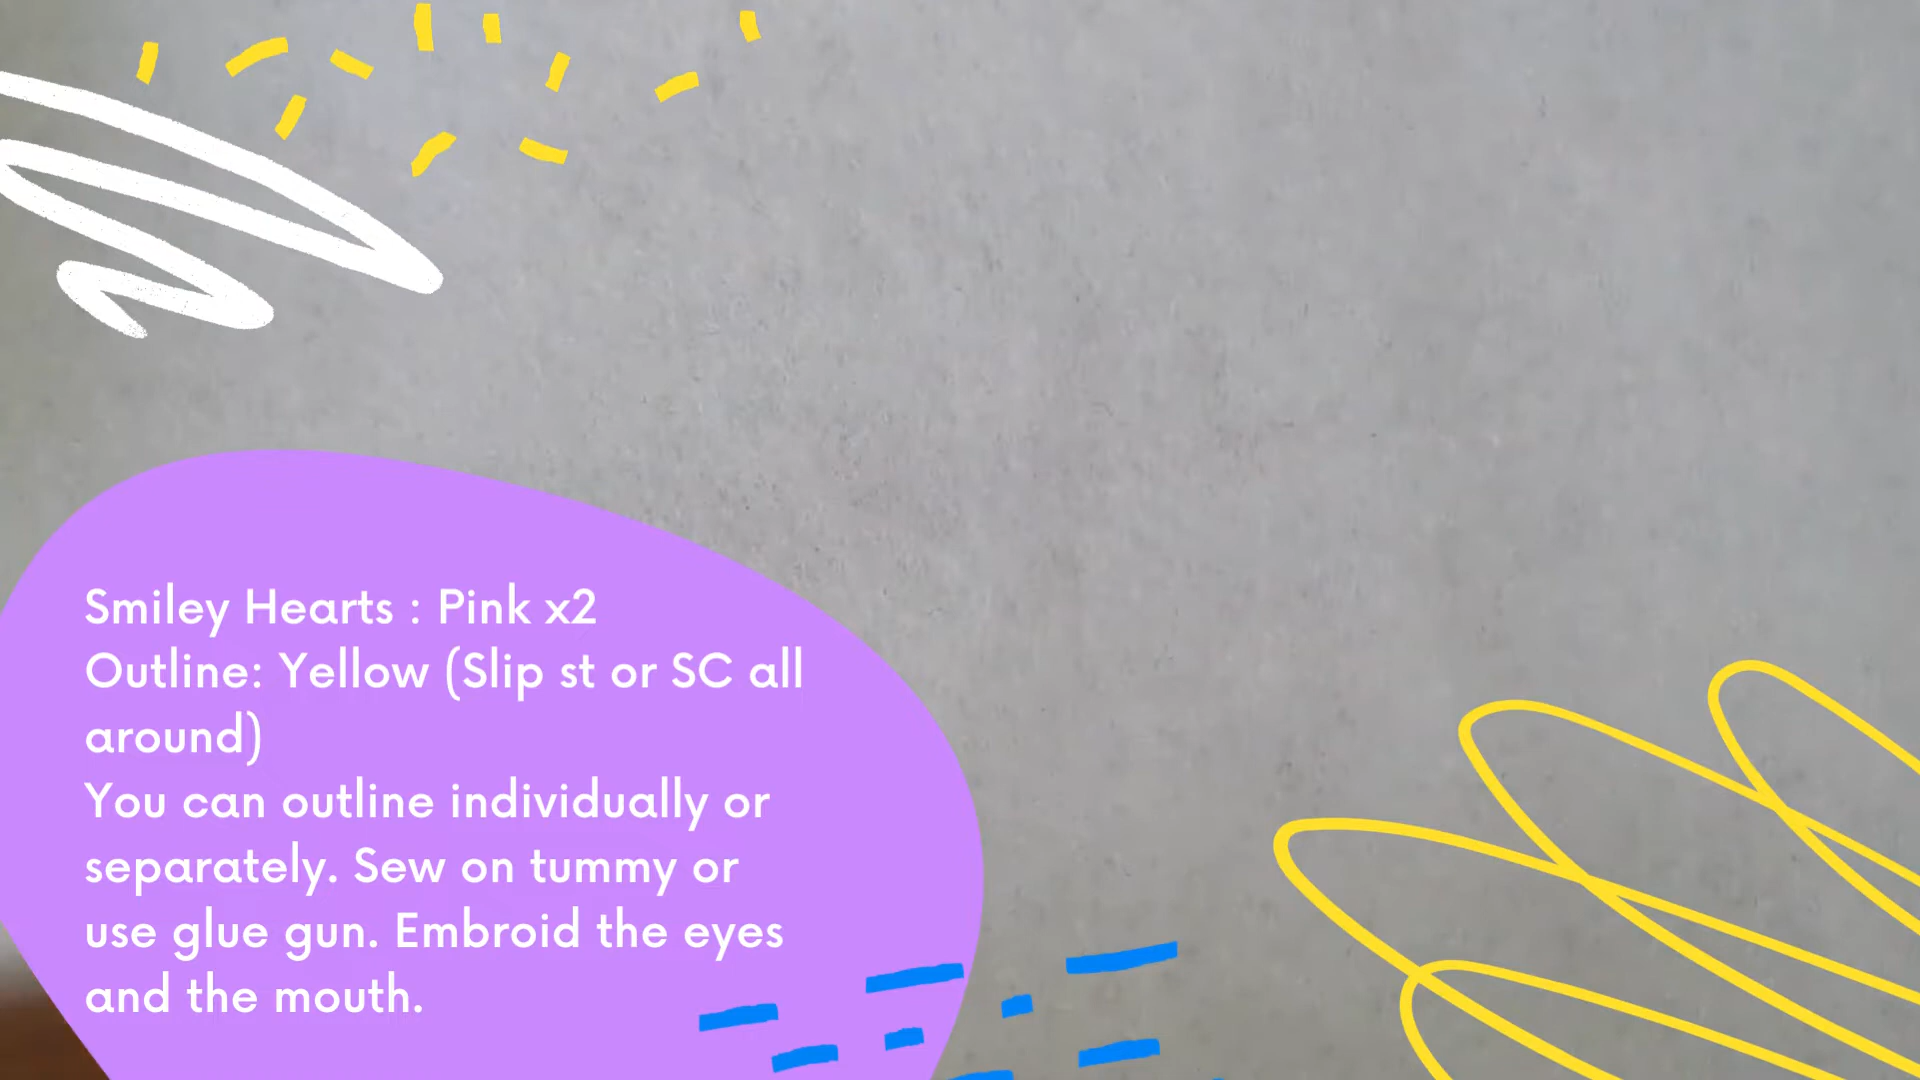 Smiley Hearts : Pink x2
Outline: Yellow (Slip st or SC all
around)
You can outline individually or
separately. Sew on tummy or
use glue gun. Embroid the eyes
and the mouth.